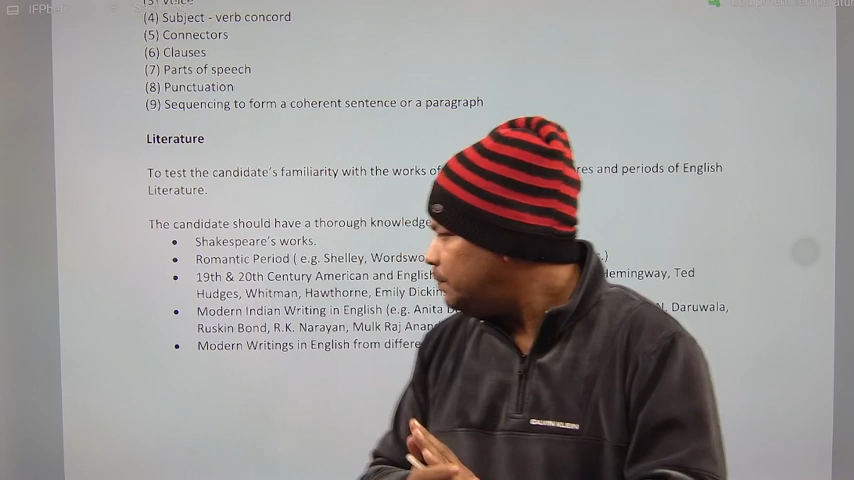 (3) Voice
(4) Subject - verb concord
(5) Connectors
(6) Clauses
(7) Parts of speech
(8) Punctuation
(9) Sequencing to form a coherent sentence or a paragraph
Literature
To test the candidate's familiarity with the works of res and periods of English
Literature.
The candidate should have a thorough knowledge
• Shakespeare's works.
• Romantic Period ( e.g. Shelley, Wordswo .)
• 19th & 20th Century American and English Hemingway, Ted
Hudges, Whitman, Hawthorne, Emily Dickin
• Modern Indian Writing in English (e.g. Anita D N. Daruwala,
Ruskin Bond, R.K. Narayan, Mulk Raj Anan
• Modern Writings in English from differe
CALVIN KLEIN